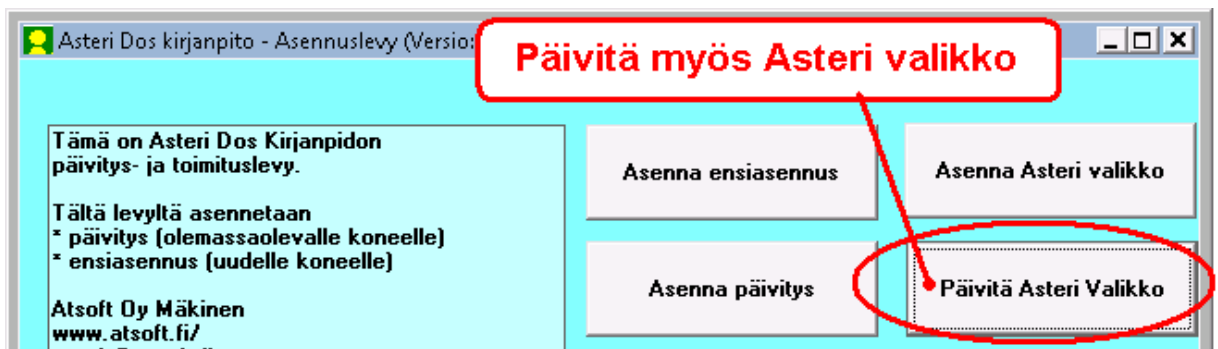 Asteri Dos kirjanpito - Asennuslevy (Versio:
Päivitä myös Asteri valikko
Tämä on Asteri Dos Kirjanpidon
päivitys- ja toimituslevy.
Tältä levyltä asennetaan
* päivitys (olemassaolevalle koneelle)
* ensiasennus (uudelle koneelle)
Atsoft Oy Mäkinen
www.atsoft.fi/
Asenna ensiasennus
Asenna Asteri valikko
Asenna päivitys
Päivitä Asteri Valikko